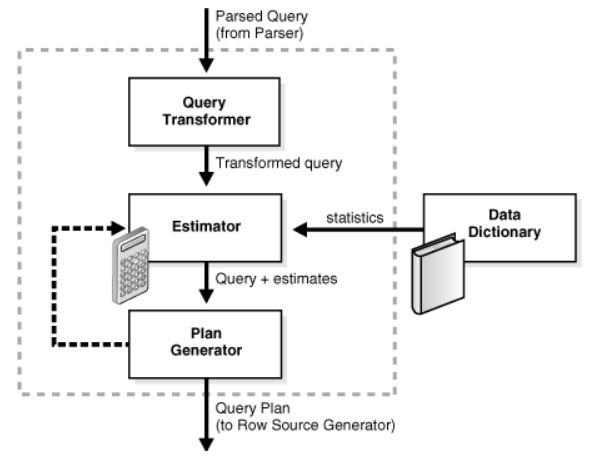 Parsed Query
(from Parser)
Query
Transformer
Transformed query
Estimator
statistics
Data
Dictionary
Query + estimates
Plan
Generator
Query Plan
(to Row Source Generator)